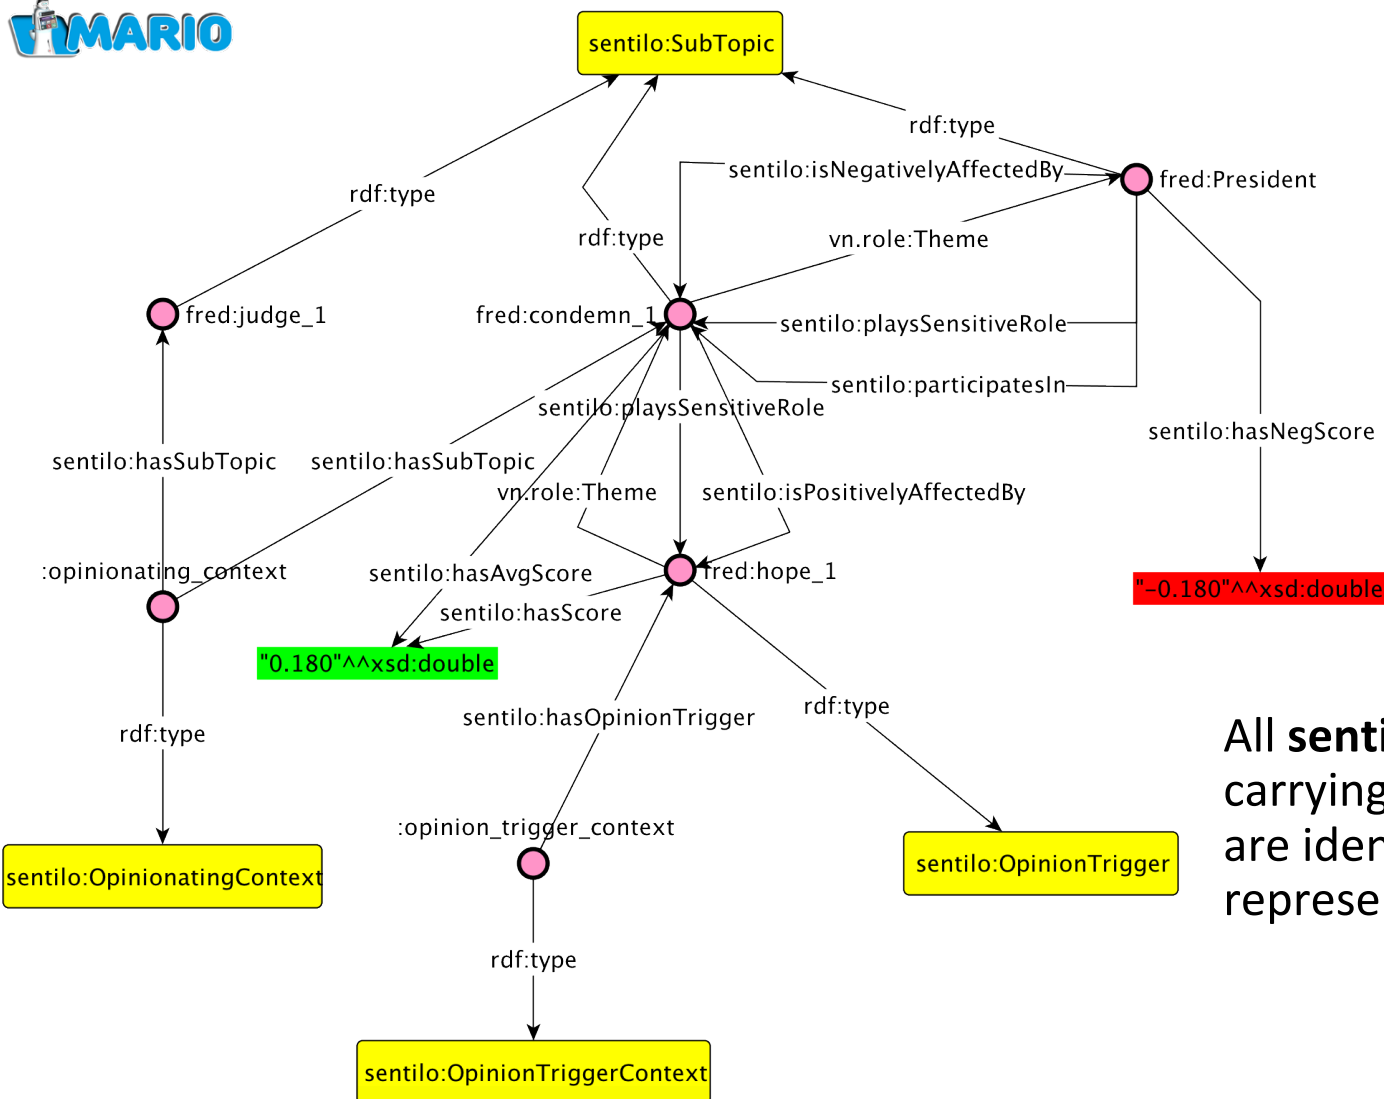 MARIO
sentilo:SubTopic
rdf:type
sentilo:isNegativelyAffectedBy
fred:President
rdf:type
rdf:type
vn.role:Theme
fred:judge_1
fred:condemn_1
sentilo:playsSensitiveRole
sentilo:participatesIn
sentilo:playsSensitiveRole
sentilo:hasNegScore
sentilo:hasSubTopic
sentilo:hasSubTopic
vn.role:Theme
sentilo:isPositivelyAffectedBy
:opinionating_context
sentilo:hasAvgScore
fred:hope_1
"-0.180"^^xsd:double
sentilo:hasScore
"0.180"^^xsd:double
rdf:type
sentilo:hasOpinionTrigger
rdf:type
All senti
carrying
are iden
represe
:opinion_trigger_context
sentilo:OpinionatingContext
sentilo:OpinionTrigger
rdf:type
sentilo:OpinionTriggerContext